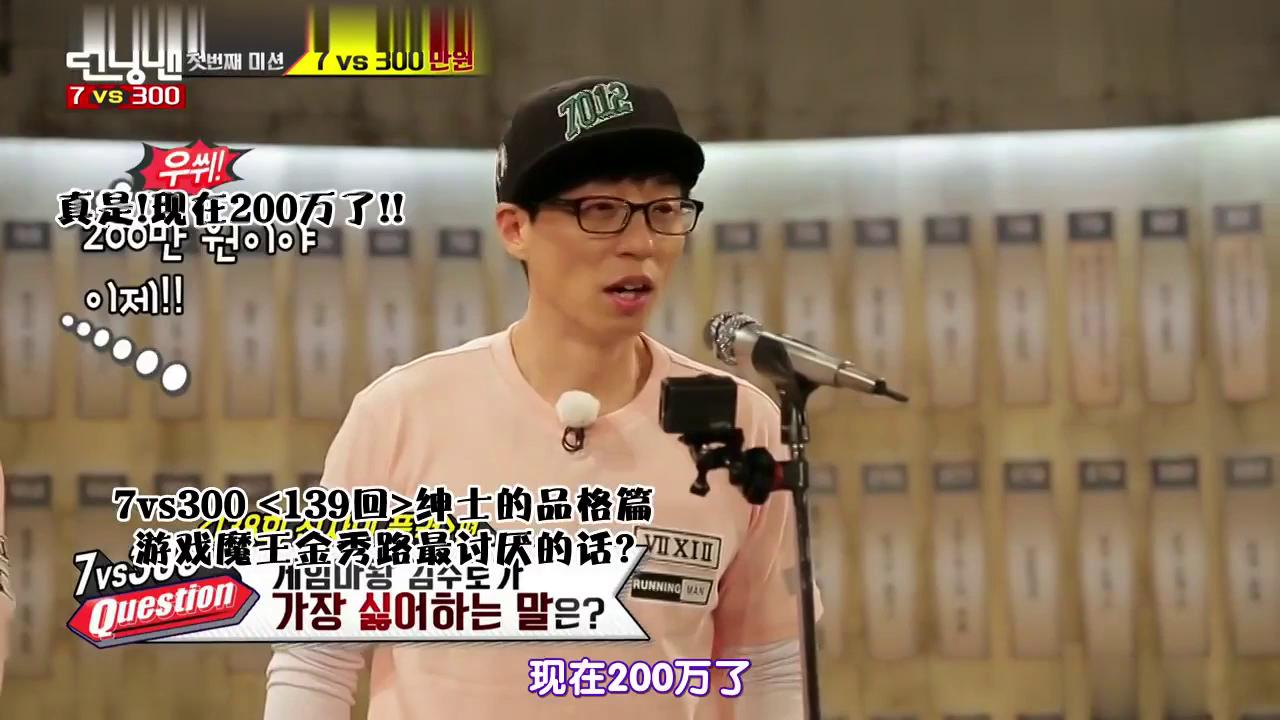 런닝맨
7 vs 300
첫번째 미션
7 vs 300만원
7012
우쒸!
真是!现在200万了!!
200만 원이야
이제!!
7vs300 <139回>绅士的品格篇
游戏魔王金秀路最讨厌的话?
7vs300
Question
게임마왕 김수로가
가장 싫어하는 말은?
VII XII
RUNNING MAN
现在200万了